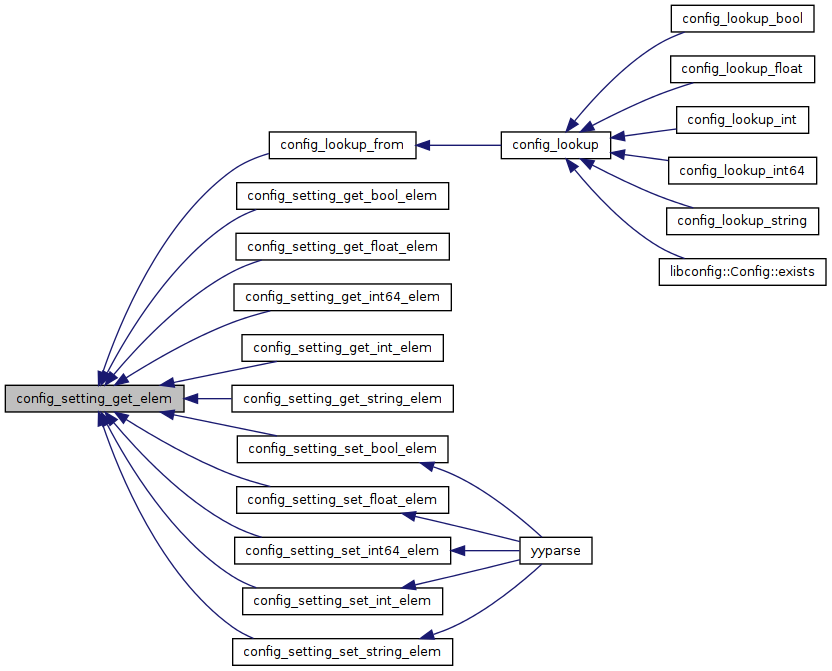 config_lookup_bool
config_lookup_float
config_lookup_int
config_lookup_from
config_lookup
config_lookup_int64
config_setting_get_bool_elem
config_lookup_string
config_setting_get_float_elem
libconfig::Config::exists
config_setting_get_int64_elem
config_setting_get_int_elem
config_setting_get_elem
config_setting_get_string_elem
config_setting_set_bool_elem
config_setting_set_float_elem
config_setting_set_int64_elem
yyparse
config_setting_set_int_elem
config_setting_set_string_elem